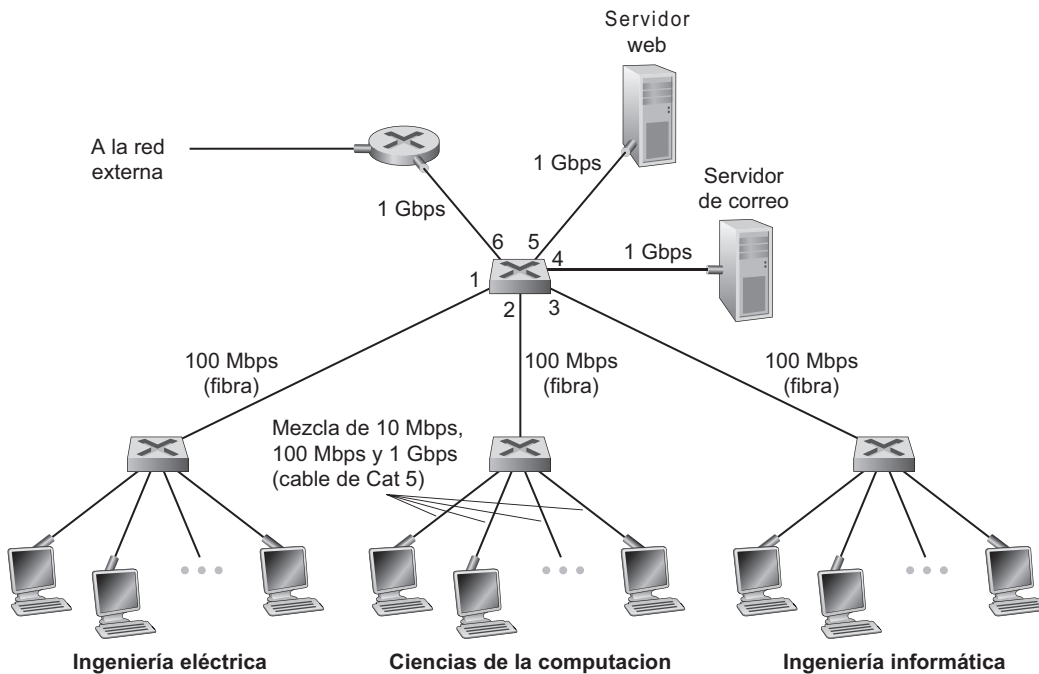 Servidor
web
A la red
externa
1 Gbps
Servidor
de correo
1 Gbps
1 Gbps
6
5
4
1
2
3
100 Mbps
(fibra)
100 Mbps
(fibra)
100 Mbps
(fibra)
Mezcla de 10 Mbps,
100 Mbps y 1 Gbps
(cable de Cat 5)
Ingeniería eléctrica
Ciencias de la computacion
Ingeniería informática